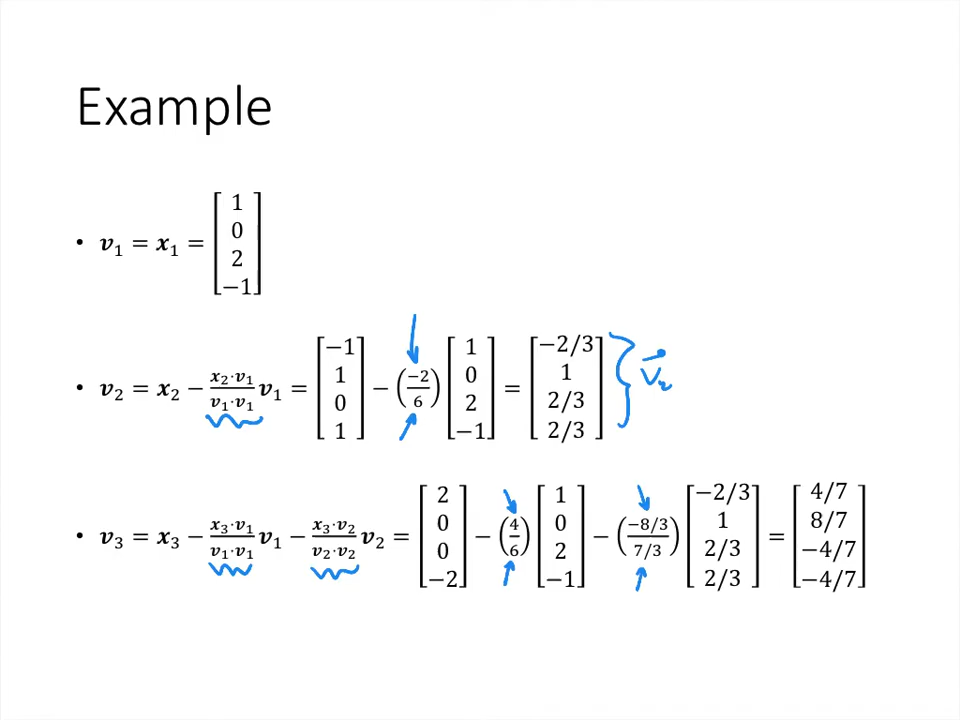 Example
• v₁ = x₁ = [1 0 2 −1]
• v₂ = x₂ − (x₂·v₁)/(v₁·v₁) v₁ = [−1 1 0 1] − (−2/6) [1 0 2 −1] = [−2/3 1 2/3 2/3] } v⃗₂
• v₃ = x₃ − (x₃·v₁)/(v₁·v₁) v₁ − (x₃·v₂)/(v₂·v₂) v₂ = [2 0 0 −2] − (4/6) [1 0 2 −1] − (−8/3 / 7/3) [−2/3 1 2/3 2/3] = [4/7 8/7 −4/7 −4/7]